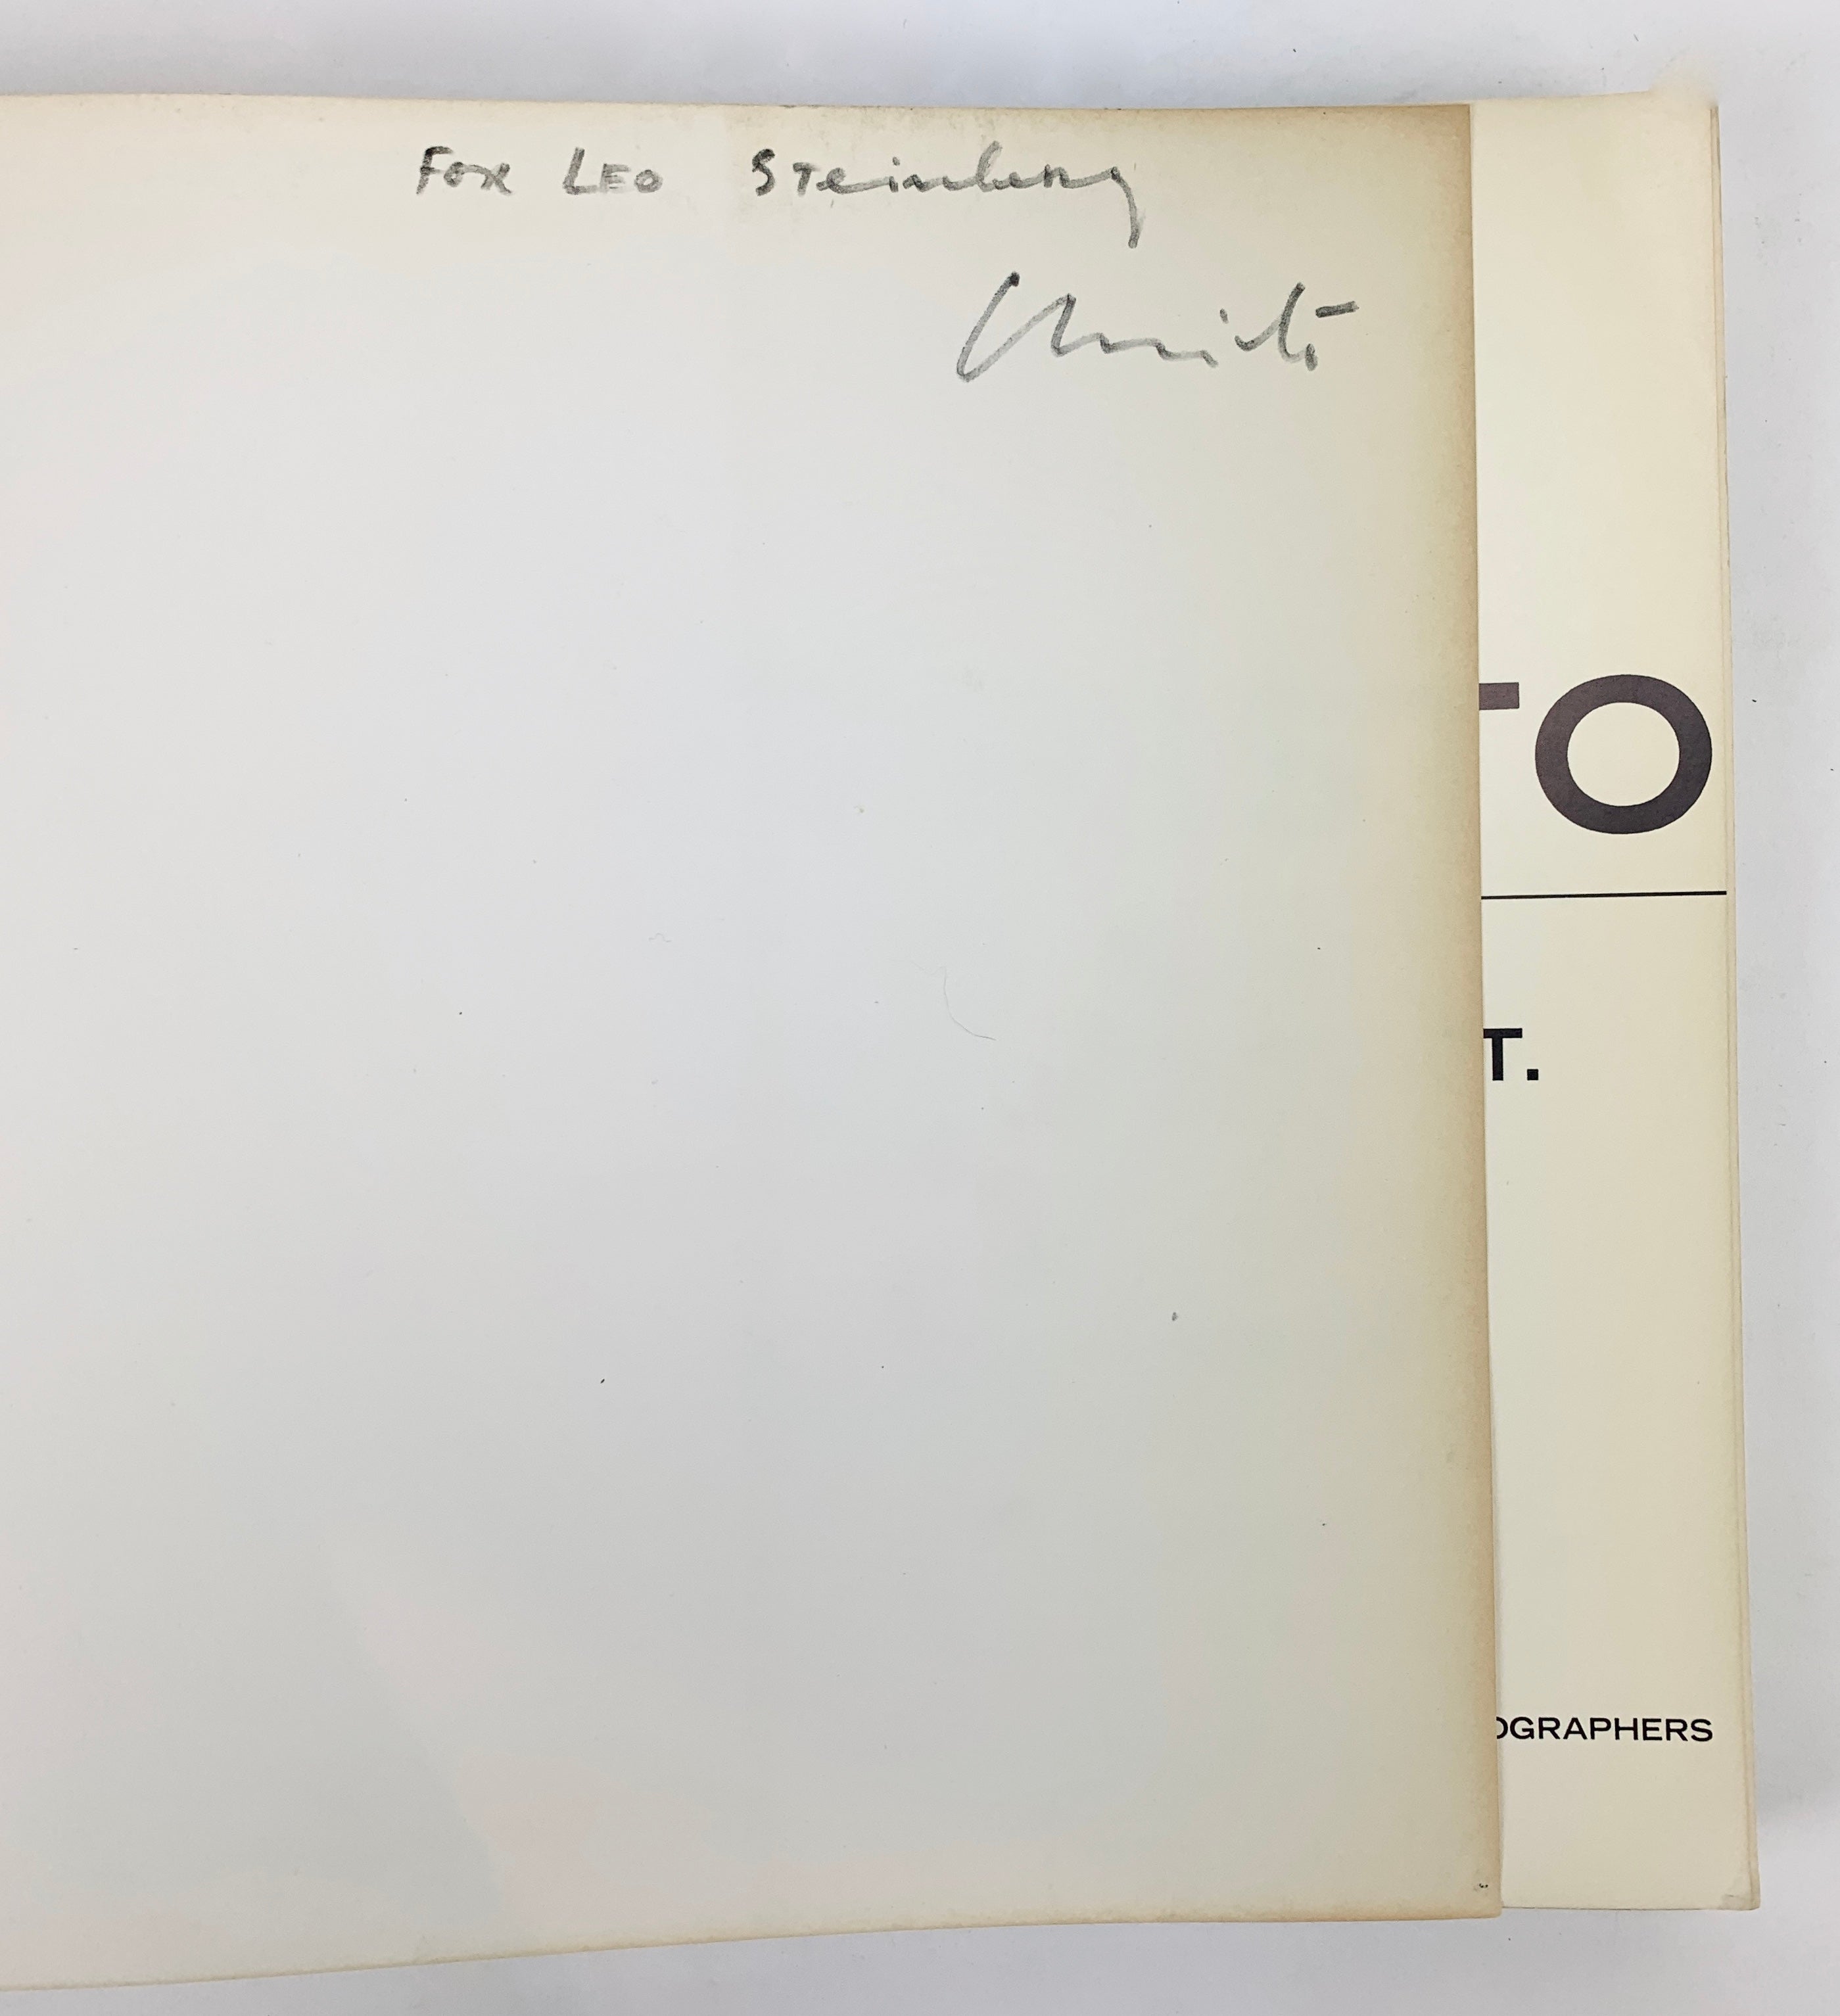 For Leo Steinberg
Christo
TO
T.
OGRAPHERS